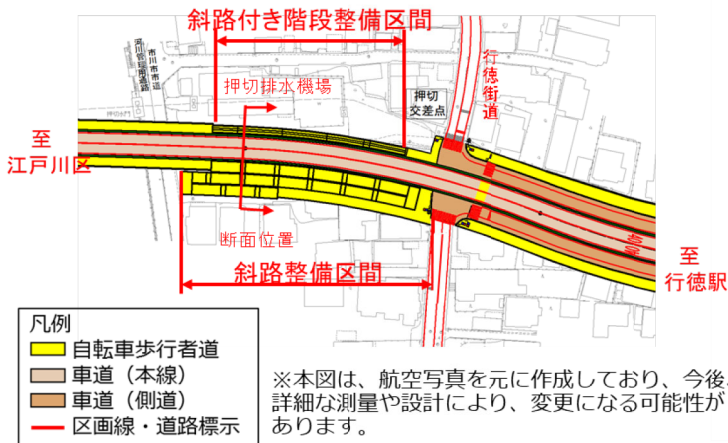 斜路付き階段整備区間
河川管理用通路
市川市市道
押切排水機場
押切
交差点
行徳街道
至
江戸川区
断面位置
至
行徳駅
斜路整備区間
凡例
自転車歩行者道
車道（本線）
車道（側道）
区画線・道路標示
※本図は、航空写真を元に作成しており、今後、
詳細な測量や設計により、変更になる可能性が
あります。